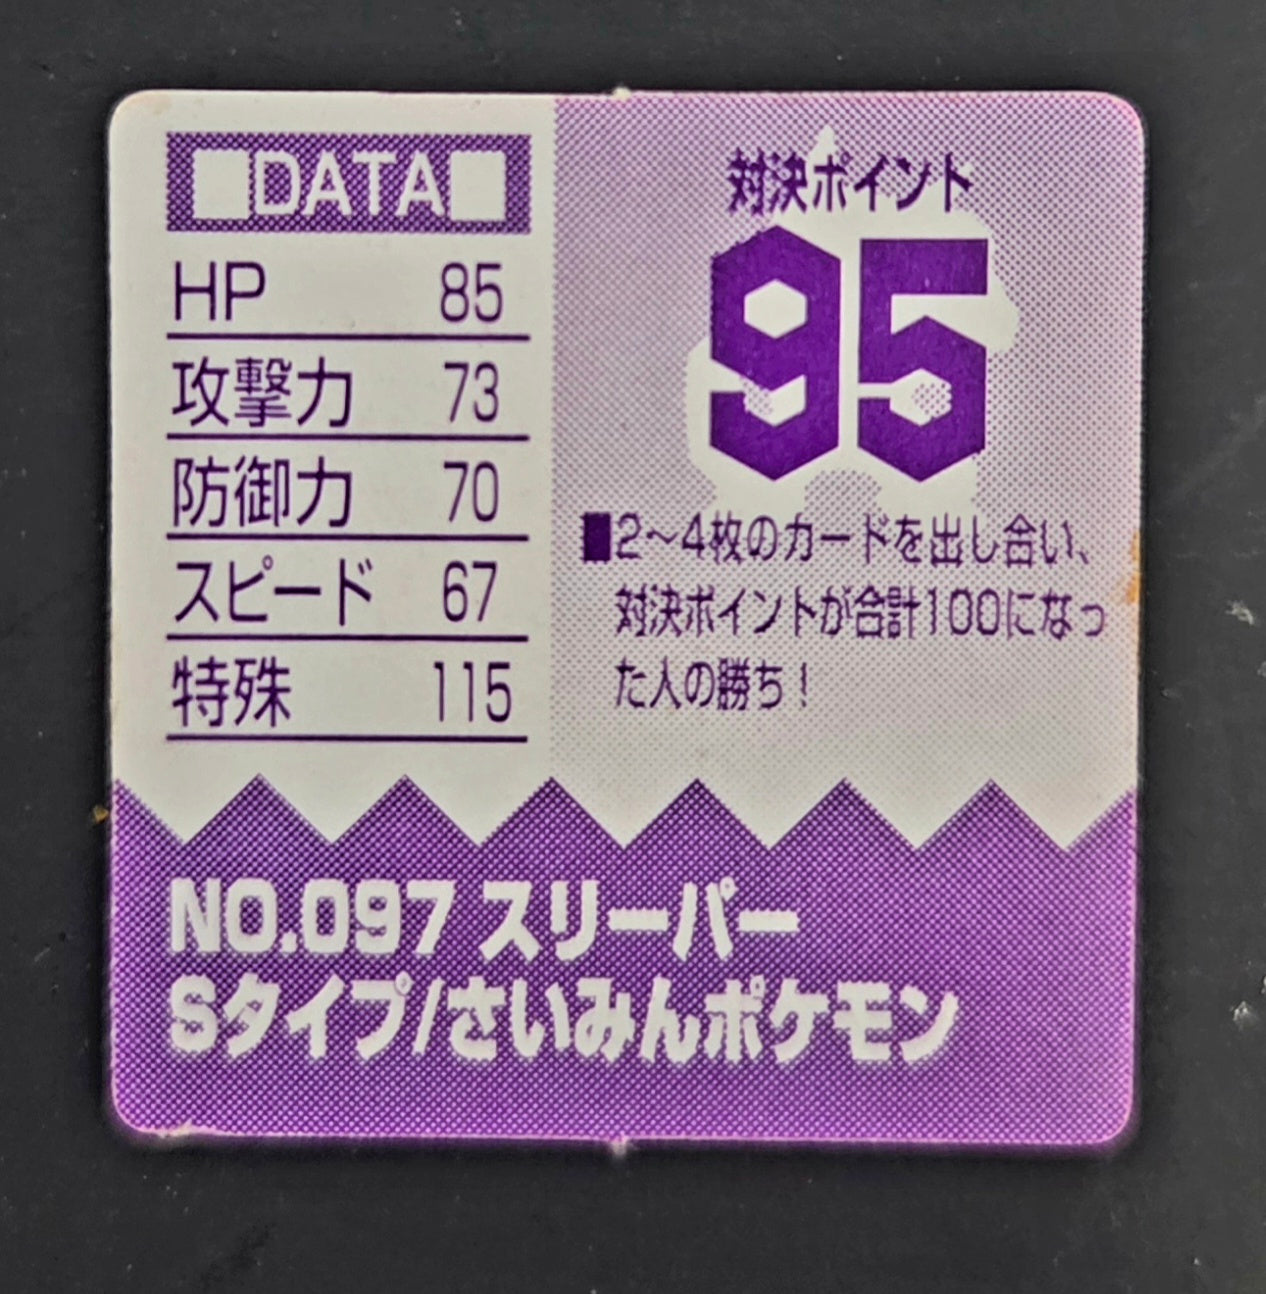 ■DATA■
HP 85
攻撃力 73
防御力 70
スピード 67
特殊 115
対決ポイント
95
■2〜4枚のカードを出し合い、
対決ポイントが合計100になっ
た人の勝ち！
NO.097 スリーパー
Sタイプ/さいみんポケモン